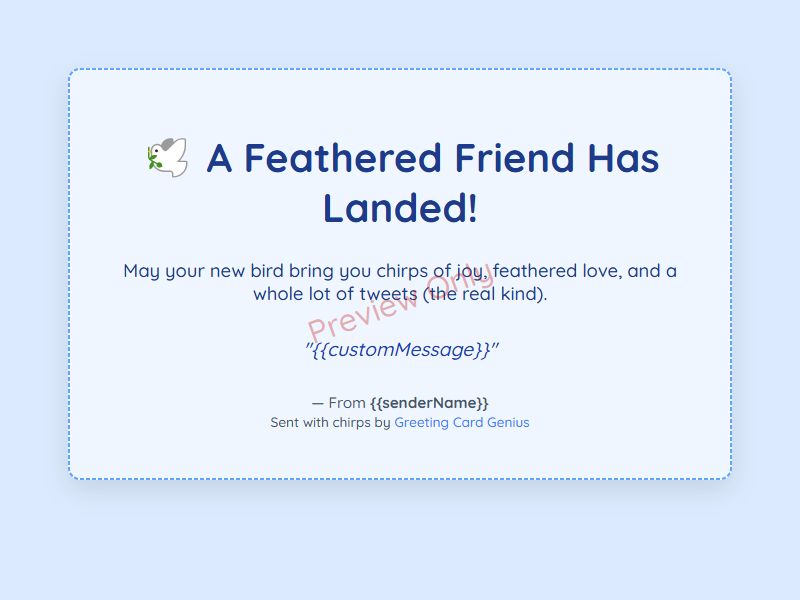 🕊️ A Feathered Friend Has
Landed!
May your new bird bring you chirps of joy, feathered love, and a
whole lot of tweets (the real kind).
Preview Only
"{{customMessage}}"
— From {{senderName}}
Sent with chirps by Greeting Card Genius